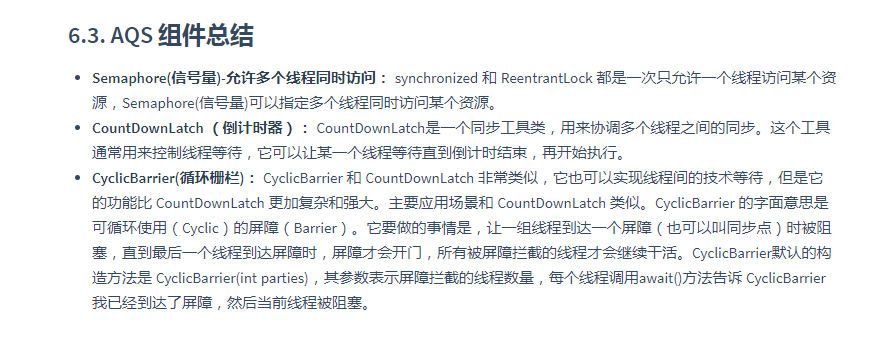 6.3. AQS 组件总结
Semaphore(信号量)-允许多个线程同时访问： synchronized 和 ReentrantLock 都是一次只允许一个线程访问某个资
源，Semaphore(信号量)可以指定多个线程同时访问某个资源。
CountDownLatch （倒计时器）： CountDownLatch是一个同步工具类，用来协调多个线程之间的同步。这个工具
通常用来控制线程等待，它可以让某一个线程等待直到倒计时结束，再开始执行。
CyclicBarrier(循环栅栏)： CyclicBarrier 和 CountDownLatch 非常类似，它也可以实现线程间的技术等待，但是它
的功能比 CountDownLatch 更加复杂和强大。主要应用场景和 CountDownLatch 类似。CyclicBarrier 的字面意思是
可循环使用（Cyclic）的屏障（Barrier）。它要做的事情是，让一组线程到达一个屏障（也可以叫同步点）时被阻
塞，直到最后一个线程到达屏障时，屏障才会开门，所有被屏障拦截的线程才会继续干活。CyclicBarrier默认的构
造方法是 CyclicBarrier(int parties)，其参数表示屏障拦截的线程数量，每个线程调用await()方法告诉 CyclicBarrier
我已经到达了屏障，然后当前线程被阻塞。